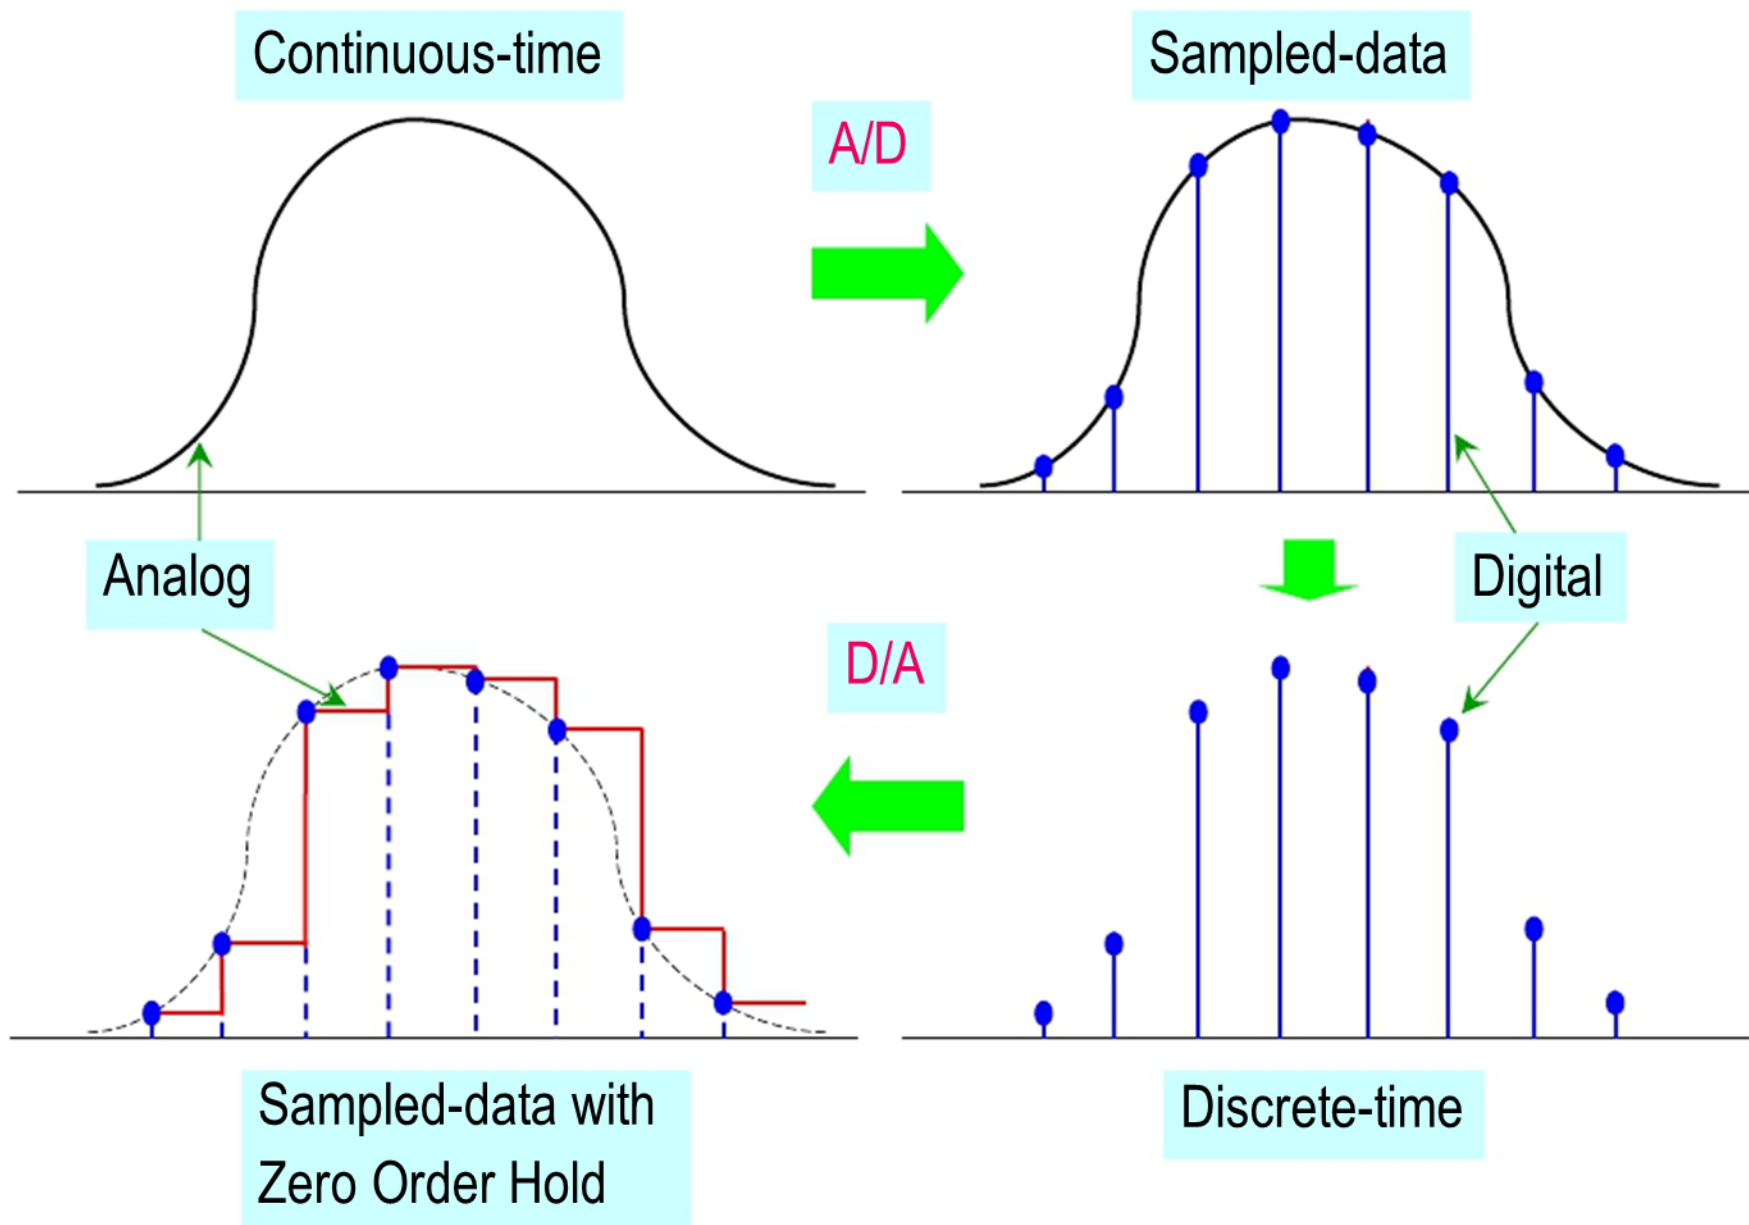 Continuous-time
Sampled-data
A/D
Analog
Digital
D/A
Sampled-data with
Zero Order Hold
Discrete-time